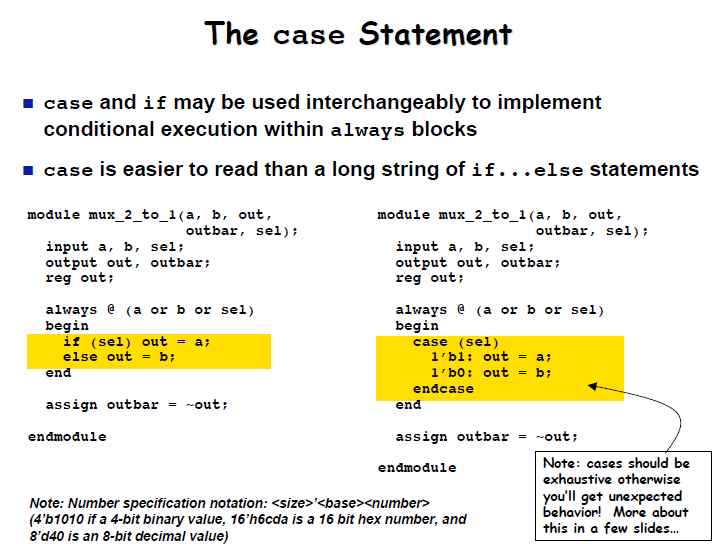 The case Statement
case and if may be used interchangeably to implement
conditional execution within always blocks
case is easier to read than a long string of if...else statements
module mux_2_to_1(a, b, out,
outbar, sel);
input a, b, sel;
output out, outbar;
reg out;
always @ (a or b or sel)
begin
if (sel) out = a;
else out = b;
end
assign outbar = ~out;
endmodule
module mux_2_to_1(a, b, out,
outbar, sel);
input a, b, sel;
output out, outbar;
reg out;
always @ (a or b or sel)
begin
case (sel)
1’b1: out = a;
1’b0: out = b;
endcase
end
assign outbar = ~out;
endmodule
Note: cases should be
exhaustive otherwise
you’ll get unexpected
behavior! More about
this in a few slides…
Note: Number specification notation: <size>’<base><number>
(4’b1010 if a 4-bit binary value, 16’h6cda is a 16 bit hex number, and
8’d40 is an 8-bit decimal value)